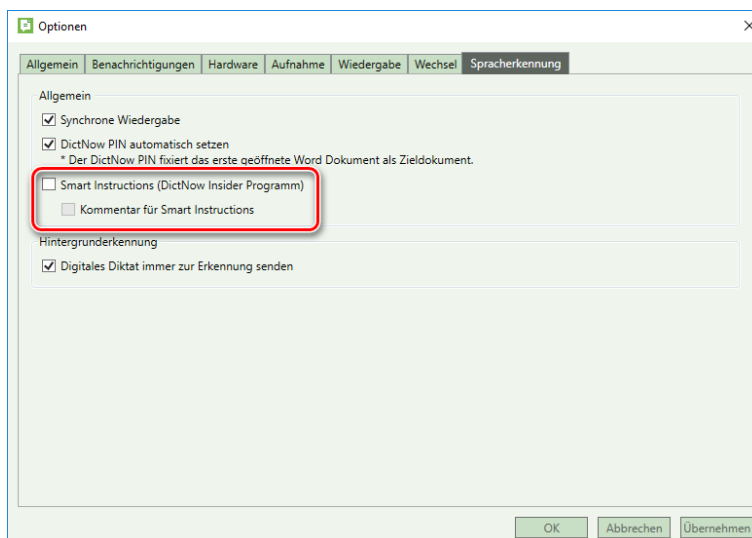 Optionen
Allgemein Benachrichtigungen Hardware Aufnahme Wiedergabe Wechsel Spracherkennung
Allgemein
Synchrone Wiedergabe
DictNow PIN automatisch setzen
* Der DictNow PIN fixiert das erste geöffnete Word Dokument als Zieldokument.
Smart Instructions (DictNow Insider Programm)
Kommentar für Smart Instructions
Hintergrunderkennung
Digitales Diktat immer zur Erkennung senden
OK Abbrechen Übernehmen